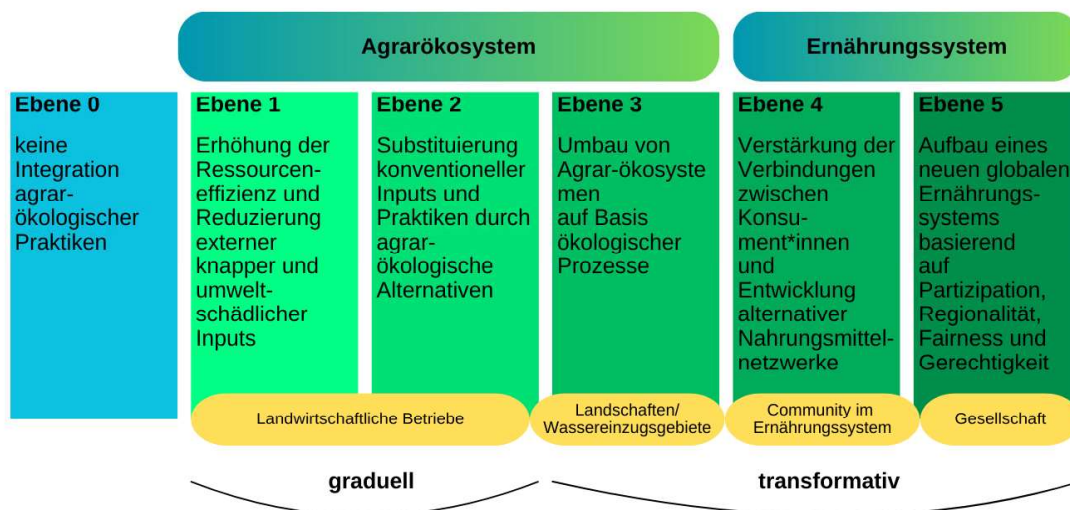 Agrarökosystem
Ernährungssystem
Ebene 0
keine
Integration
agrar-
ökologischer
Praktiken
Ebene 1
Erhöhung der
Ressourcen-
effizienz und
Reduzierung
externer
knapper und
umwelt-
schädlicher
Inputs
Ebene 2
Substituierung
konventioneller
Inputs und
Praktiken durch
agrar-
ökologische
Alternativen
Ebene 3
Umbau von
Agrar-ökosyste
men
auf Basis
ökologischer
Prozesse
Ebene 4
Verstärkung der
Verbindungen
zwischen
Konsu-
ment*innen
und
Entwicklung
alternativer
Nahrungsmittel-
netzwerke
Ebene 5
Aufbau eines
neuen globalen
Ernährungs-
systems
basierend
auf
Partizipation,
Regionalität,
Fairness und
Gerechtigkeit
Landwirtschaftliche Betriebe
Landschaften/
Wassereinzugsgebiete
Community im
Ernährungssystem
Gesellschaft
graduell
transformativ